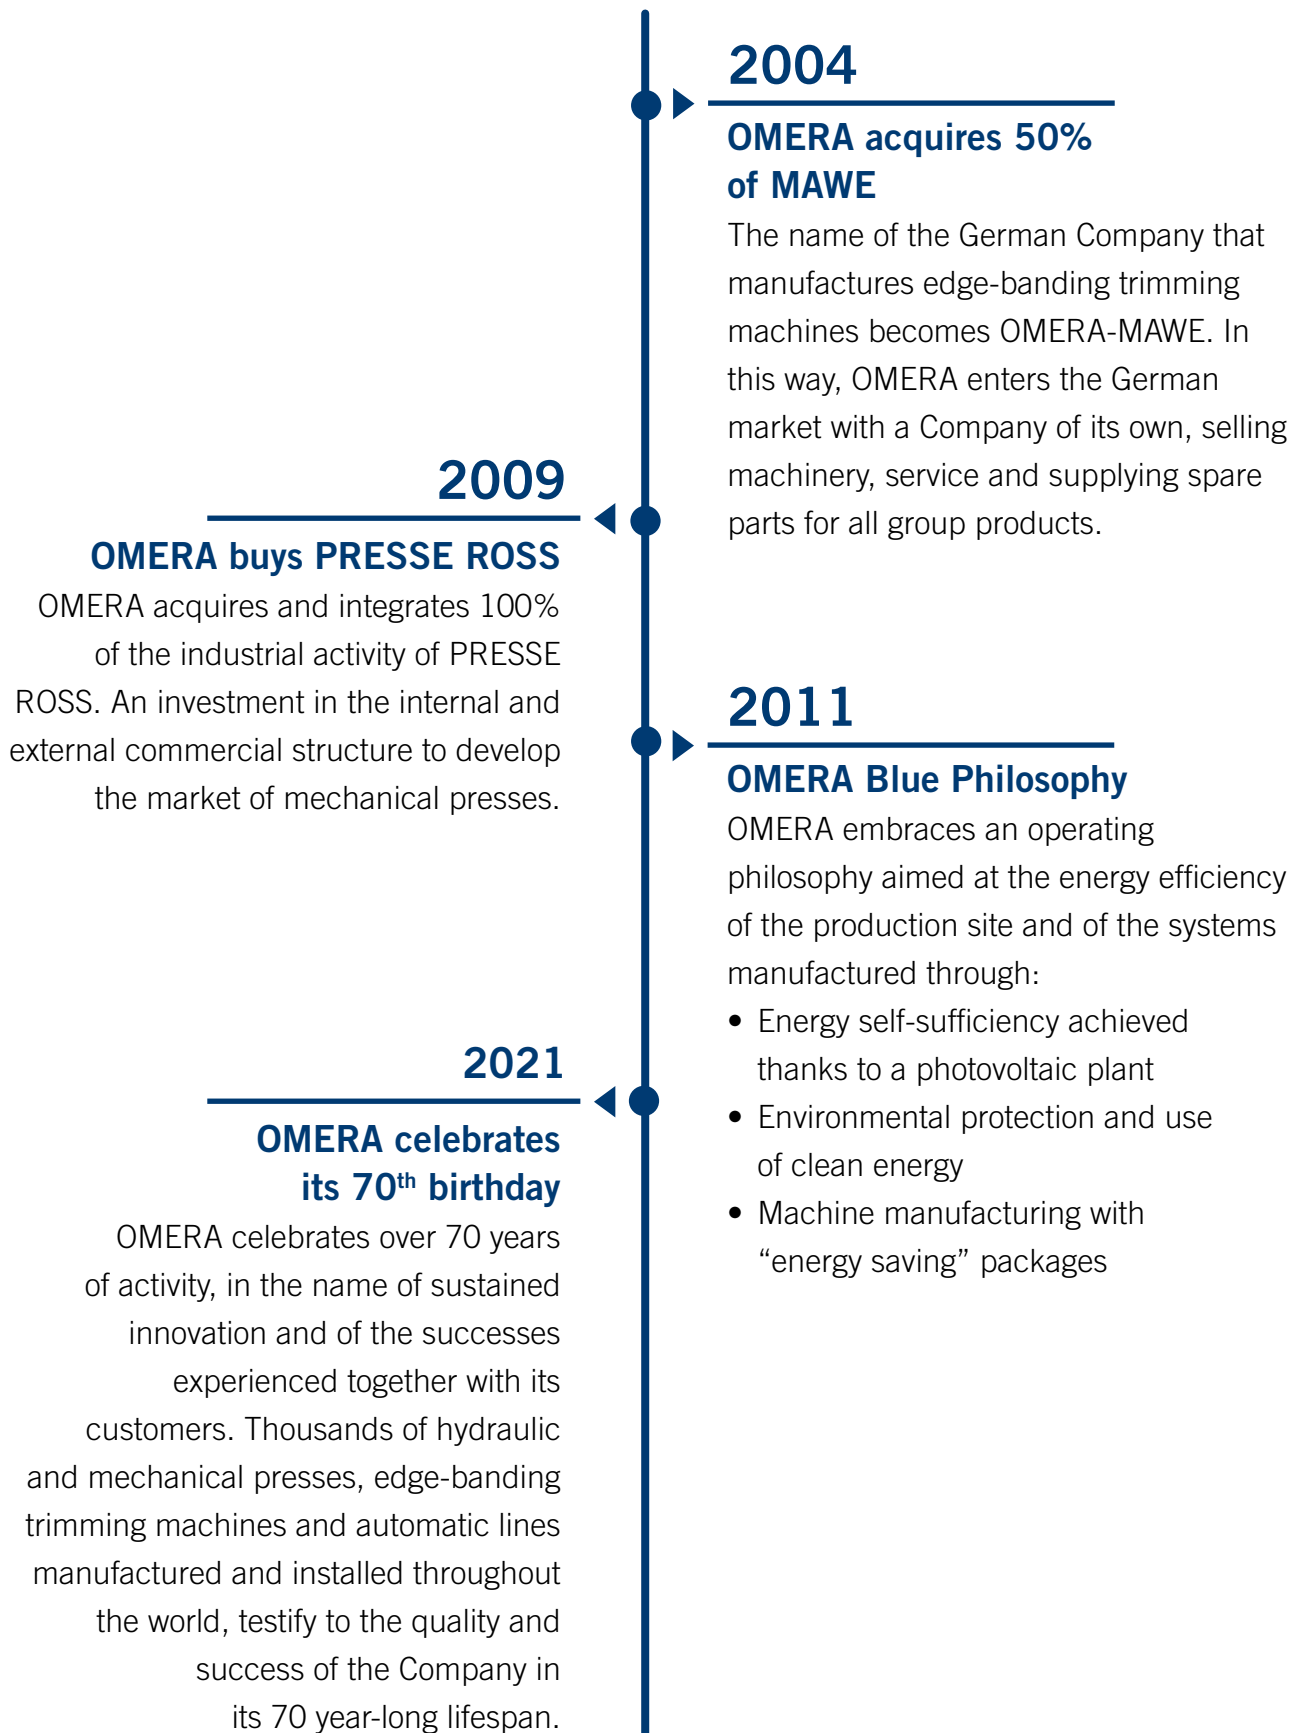 2004
OMERA acquires 50%
of MAWE
The name of the German Company that
manufactures edge-banding trimming
machines becomes OMERA-MAWE. In
this way, OMERA enters the German
market with a Company of its own, selling
machinery, service and supplying spare
parts for all group products.
2009
OMERA buys PRESSE ROSS
OMERA acquires and integrates 100%
of the industrial activity of PRESSE
ROSS. An investment in the internal and
external commercial structure to develop
the market of mechanical presses.
2011
OMERA Blue Philosophy
OMERA embraces an operating
philosophy aimed at the energy efficiency
of the production site and of the systems
manufactured through:
• Energy self-sufficiency achieved
thanks to a photovoltaic plant
• Environmental protection and use
of clean energy
• Machine manufacturing with
“energy saving” packages
2021
OMERA celebrates
its 70th birthday
OMERA celebrates over 70 years
of activity, in the name of sustained
innovation and of the successes
experienced together with its
customers. Thousands of hydraulic
and mechanical presses, edge-banding
trimming machines and automatic lines
manufactured and installed throughout
the world, testify to the quality and
success of the Company in
its 70 year-long lifespan.